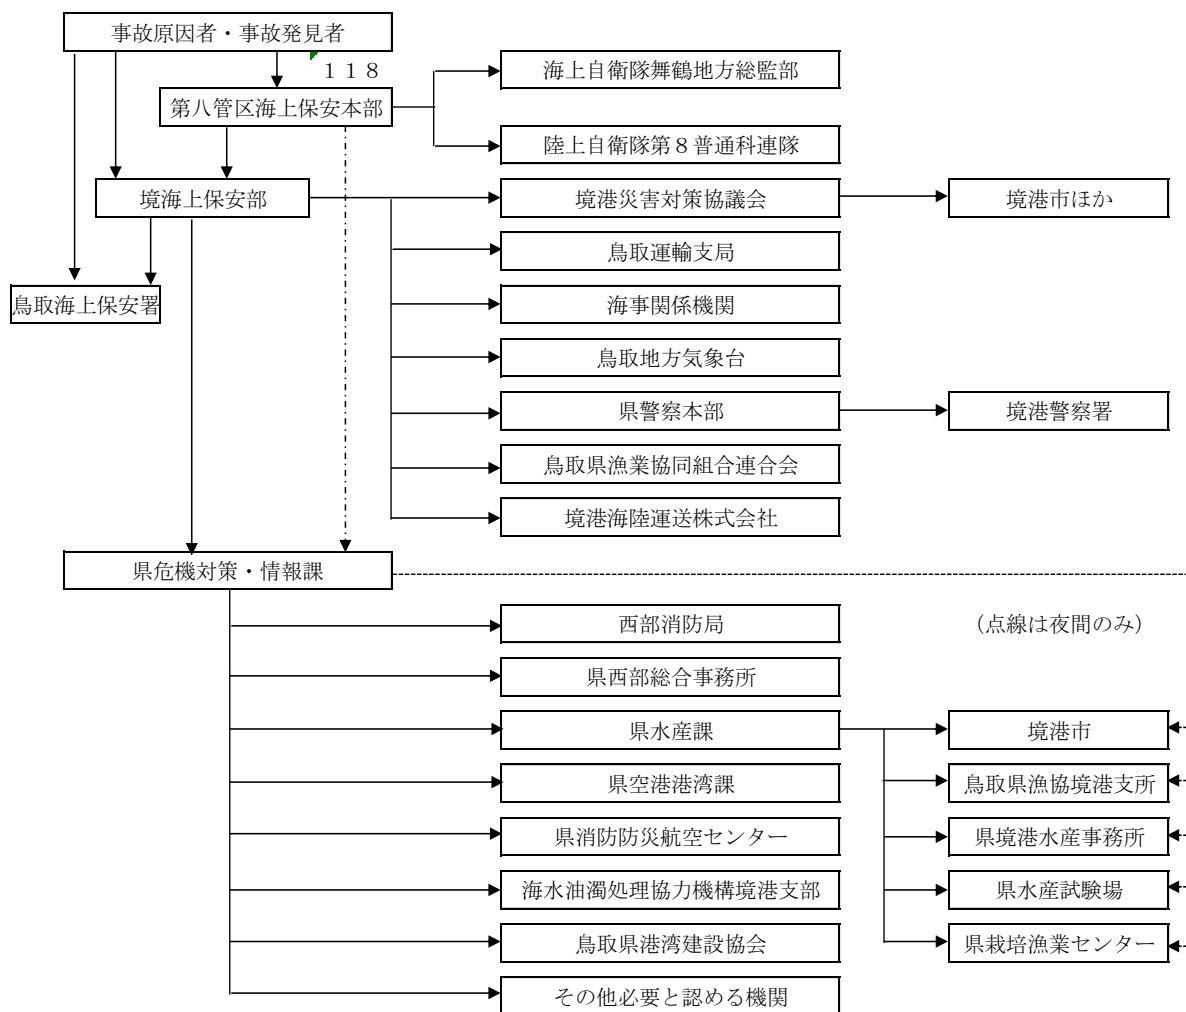 事故原因者・事故発見者
１１８
海上自衛隊舞鶴地方総監部
第八管区海上保安本部
陸上自衛隊第８普通科連隊
境海上保安部
境港災害対策協議会
境港市ほか
鳥取運輸支局
鳥取海上保安署
海事関係機関
鳥取地方気象台
県警察本部
境港警察署
鳥取県漁業協同組合連合会
境港海陸運送株式会社
県危機対策・情報課
西部消防局
（点線は夜間のみ）
県西部総合事務所
県水産課
境港市
県空港港湾課
鳥取県漁協境港支所
県消防防災航空センター
県境港水産事務所
海水油濁処理協力機構境港支部
県水産試験場
鳥取県港湾建設協会
県栽培漁業センター
その他必要と認める機関